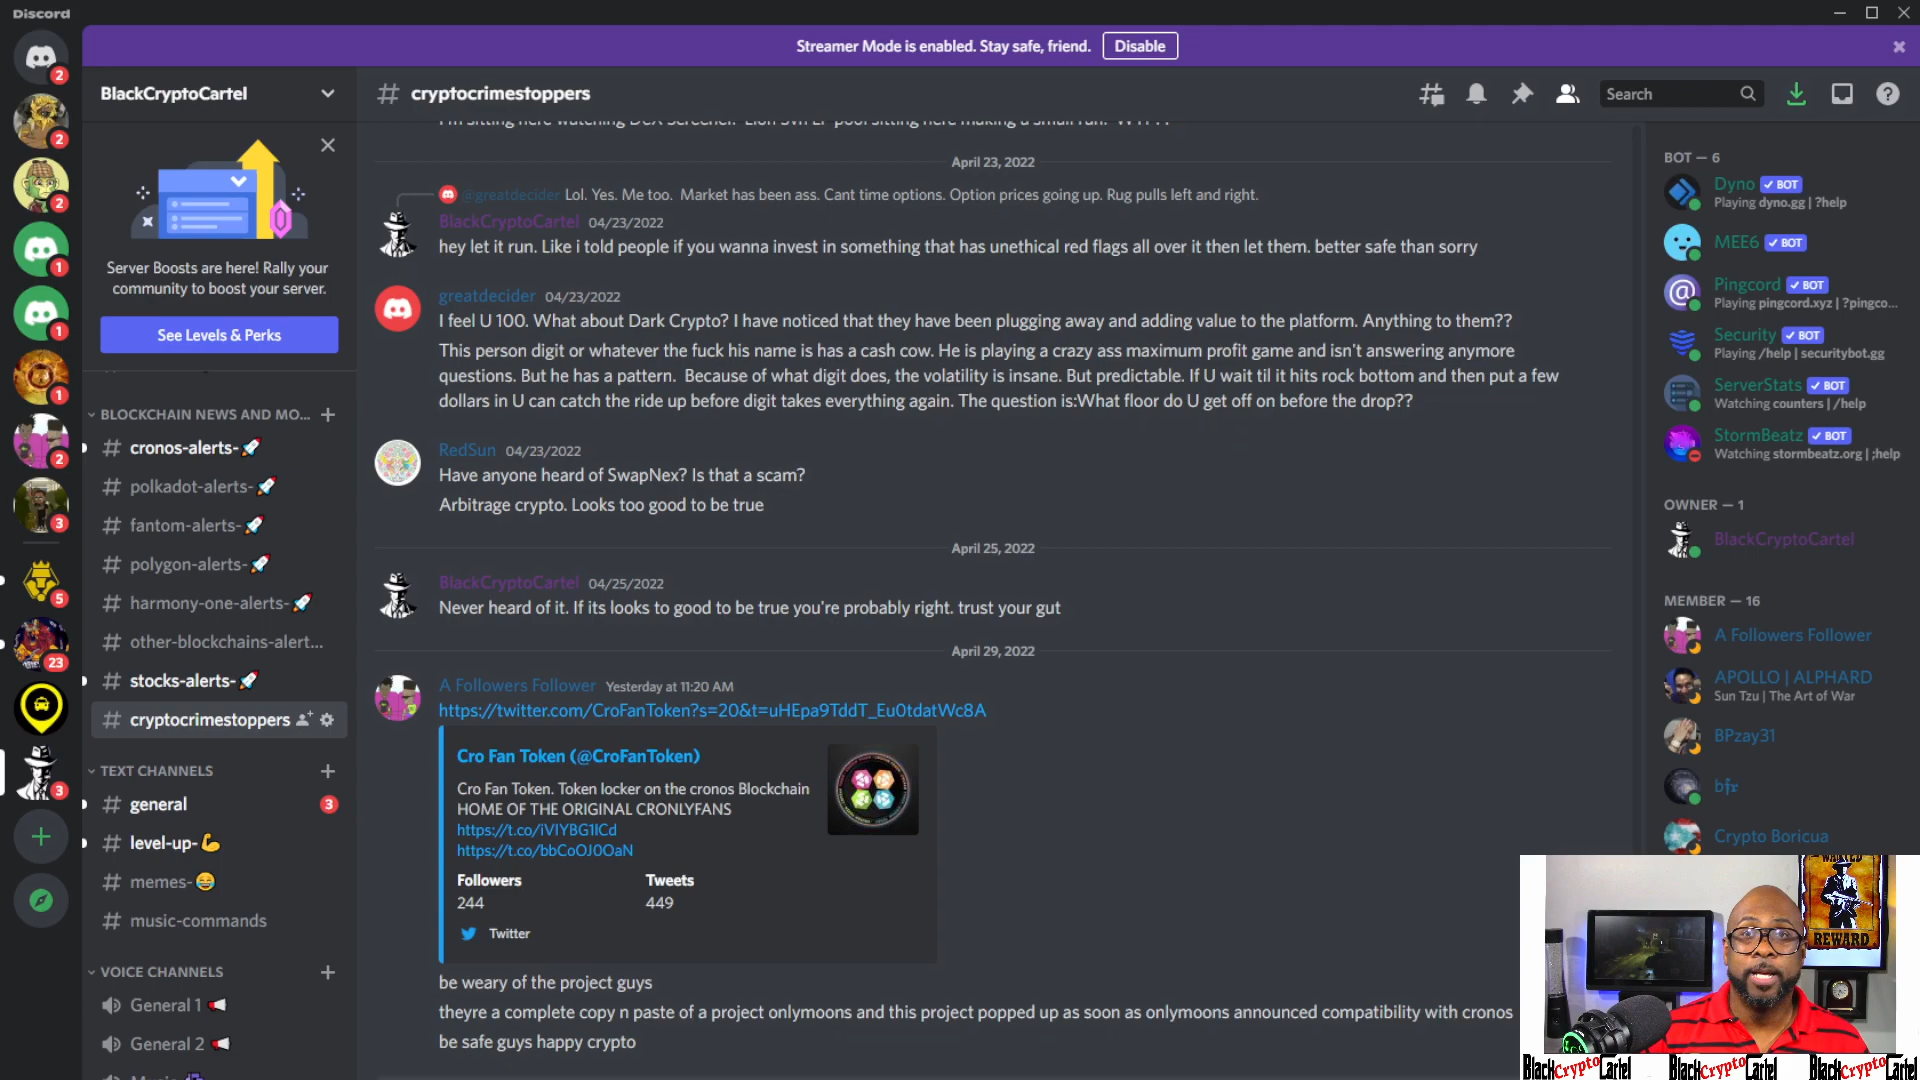 Discord
Streamer Mode is enabled. Stay safe, friend.
Disable
BlackCryptoCartel
cryptocrimestoppers
Search
Server Boosts are here! Rally your
community to boost your server.
See Levels & Perks
BLOCKCHAIN NEWS AND MO...
cronos-alerts-🚀
polkadot-alerts-🚀
fantom-alerts-🚀
polygon-alerts-🚀
harmony-one-alerts-🚀
other-blockchains-alert...
stocks-alerts-🚀
cryptocrimestoppers
TEXT CHANNELS
general 3
level-up-💪
memes-😂
music-commands
VOICE CHANNELS
General 1
General 2
2
2
2
1
1
1
2
3
5
23
3
April 23, 2022
@greatdecider Lol. Yes. Me too. Market has been ass. Cant time options. Option prices going up. Rug pulls left and right.
BlackCryptoCartel 04/23/2022
hey let it run. Like i told people if you wanna invest in something that has unethical red flags all over it then let them. better safe than sorry
greatdecider 04/23/2022
I feel U 100. What about Dark Crypto? I have noticed that they have been plugging away and adding value to the platform. Anything to them??
This person digit or whatever the fuck his name is has a cash cow. He is playing a crazy ass maximum profit game and isn't answering anymore
questions. But he has a pattern. Because of what digit does, the volatility is insane. But predictable. If U wait til it hits rock bottom and then put a few
dollars in U can catch the ride up before digit takes everything again. The question is:What floor do U get off on before the drop??
RedSun 04/23/2022
Have anyone heard of SwapNex? Is that a scam?
Arbitrage crypto. Looks too good to be true
April 25, 2022
BlackCryptoCartel 04/25/2022
Never heard of it. If its looks to good to be true you're probably right. trust your gut
April 29, 2022
A Followers Follower Yesterday at 11:20 AM
https://twitter.com/CroFanToken?s=20&t=uHEpa9TddT_Eu0tdatWc8A
Cro Fan Token (@CroFanToken)
Cro Fan Token. Token locker on the cronos Blockchain
HOME OF THE ORIGINAL CRONLYFANS
https://t.co/iVIYBG1lCd
https://t.co/bbCoOJ0OaN
Followers Tweets
244 449
Twitter
be weary of the project guys
theyre a complete copy n paste of a project onlymoons and this project popped up as soon as onlymoons announced compatibility with cronos
be safe guys happy crypto
BOT — 6
Dyno BOT
Playing dyno.gg | ?help
MEE6 BOT
Pingcord BOT
Playing pingcord.xyz | ?pingco...
Security BOT
Playing /help | securitybot.gg
ServerStats BOT
Watching counters | /help
StormBeatz BOT
Watching stormbeatz.org | ;help
OWNER — 1
BlackCryptoCartel
MEMBER — 16
A Followers Follower
APOLLO | ALPHARD
Sun Tzu | The Art of War
BPzay31
Crypto Boricua
WANTED
REWARD
BlackCryptoCartel
BlackCryptoCartel
BlackCryptoCartel